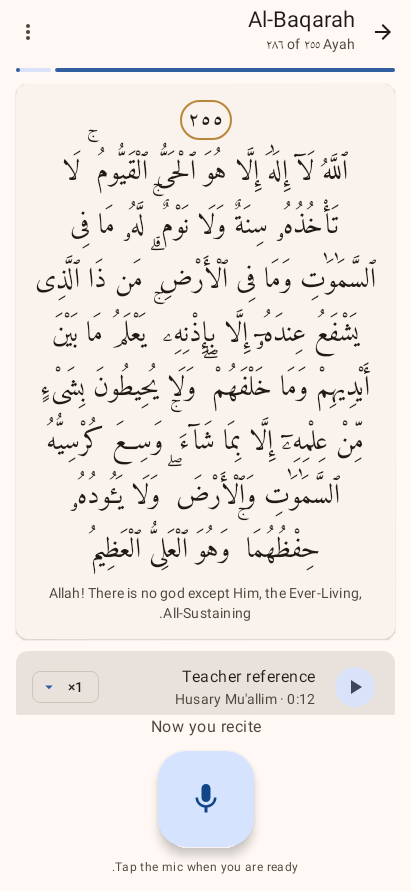 Al-Baqarah
٢٨٦ of ٢٥٥ Ayah
٢٥٥
ٱللَّهُ لَآ إِلَٰهَ إِلَّا هُوَ ٱلْحَىُّ ٱلْقَيُّومُ ۚ لَا
تَأْخُذُهُۥ سِنَةٌ وَلَا نَوْمٌ ۚ لَّهُۥ مَا فِى
ٱلسَّمَٰوَٰتِ وَمَا فِى ٱلْأَرْضِ ۗ مَن ذَا ٱلَّذِى
يَشْفَعُ عِندَهُۥٓ إِلَّا بِإِذْنِهِۦ ۚ يَعْلَمُ مَا بَيْنَ
أَيْدِيهِمْ وَمَا خَلْفَهُمْ ۖ وَلَا يُحِيطُونَ بِشَىْءٍ
مِّنْ عِلْمِهِۦٓ إِلَّا بِمَا شَآءَ ۚ وَسِعَ كُرْسِيُّهُ
ٱلسَّمَٰوَٰتِ وَٱلْأَرْضَ ۖ وَلَا يَـُٔودُهُۥ
حِفْظُهُمَا ۚ وَهُوَ ٱلْعَلِىُّ ٱلْعَظِيمُ
Allah! There is no god except Him, the Ever-Living,
.All-Sustaining
Teacher reference
Husary Mu'allim · 0:12
×1
Now you recite
.Tap the mic when you are ready